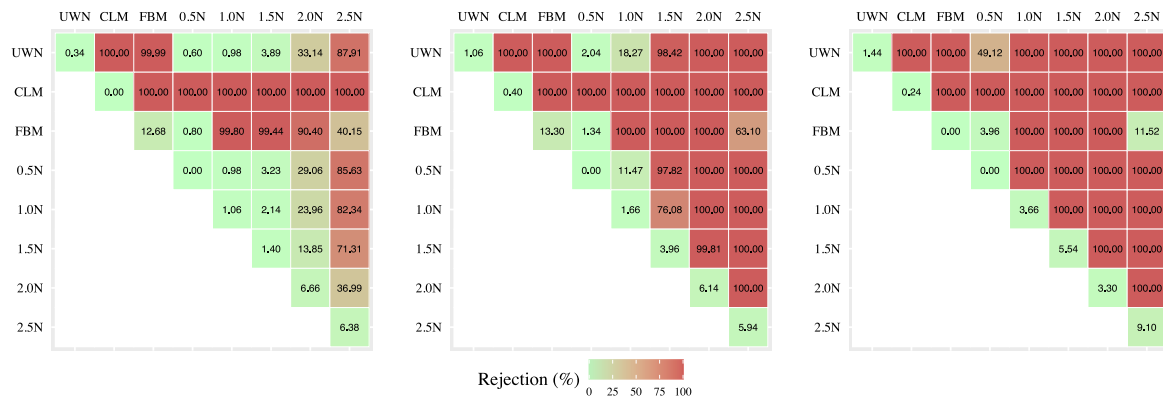 UWN CLM FBM 0.5N 1.0N 1.5N 2.0N 2.5N
UWN 0.34 100.00 99.99 0.60 0.98 3.89 33.14 87.91
CLM 0.00 100.00 100.00 100.00 100.00 100.00 100.00
FBM 12.68 0.80 99.80 99.44 90.40 40.15
0.5N 0.00 0.98 3.23 29.06 85.63
1.0N 1.06 2.14 23.96 82.34
1.5N 1.40 13.85 71.31
2.0N 6.66 36.99
2.5N 6.38
UWN CLM FBM 0.5N 1.0N 1.5N 2.0N 2.5N
UWN 1.06 100.00 100.00 2.04 18.27 98.42 100.00 100.00
CLM 0.40 100.00 100.00 100.00 100.00 100.00 100.00
FBM 13.30 1.34 100.00 100.00 100.00 63.10
0.5N 0.00 11.47 97.82 100.00 100.00
1.0N 1.66 76.08 100.00 100.00
1.5N 3.96 99.81 100.00
2.0N 6.14 100.00
2.5N 5.94
UWN CLM FBM 0.5N 1.0N 1.5N 2.0N 2.5N
UWN 1.44 100.00 100.00 49.12 100.00 100.00 100.00 100.00
CLM 0.24 100.00 100.00 100.00 100.00 100.00 100.00
FBM 0.00 3.96 100.00 100.00 100.00 11.52
0.5N 0.00 100.00 100.00 100.00 100.00
1.0N 3.66 100.00 100.00 100.00
1.5N 5.54 100.00 100.00
2.0N 3.30 100.00
2.5N 9.10
Rejection (%)
0 25 50 75 100